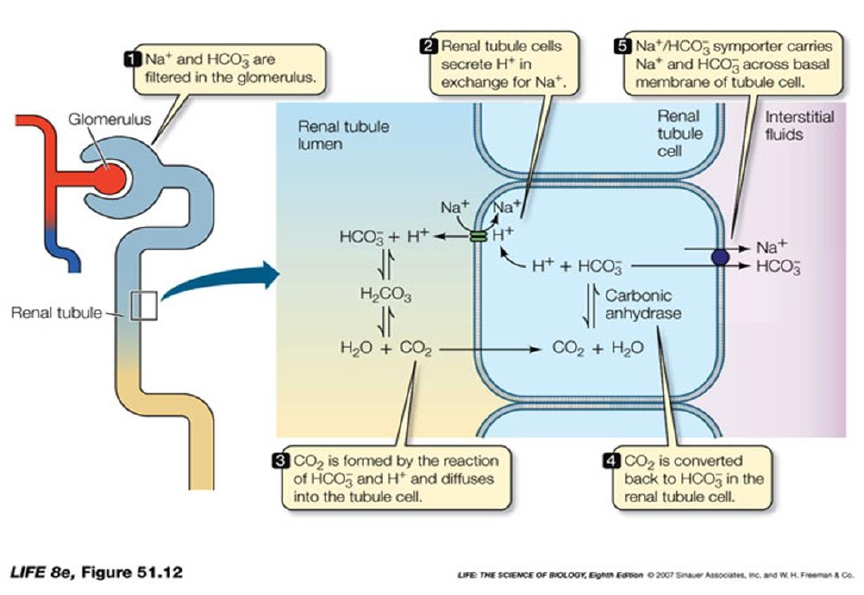 1 Na⁺ and HCO₃⁻ are
filtered in the glomerulus.
2 Renal tubule cells
secrete H⁺ in
exchange for Na⁺.
5 Na⁺/HCO₃⁻ symporter carries
Na⁺ and HCO₃⁻ across basal
membrane of tubule cell.
Glomerulus
Renal tubule
Renal tubule
lumen
Renal
tubule
cell
Interstitial
fluids
Na⁺ Na⁺
HCO₃⁻ + H⁺ H⁺
H⁺ + HCO₃⁻
Na⁺
HCO₃⁻
H₂CO₃
Carbonic
anhydrase
H₂O + CO₂
CO₂ + H₂O
3 CO₂ is formed by the reaction
of HCO₃⁻ and H⁺ and diffuses
into the tubule cell.
4 CO₂ is converted
back to HCO₃⁻ in the
renal tubule cell.
LIFE 8e, Figure 51.12
LIFE: THE SCIENCE OF BIOLOGY, Eighth Edition © 2007 Sinauer Associates, Inc. and W. H. Freeman & Co.